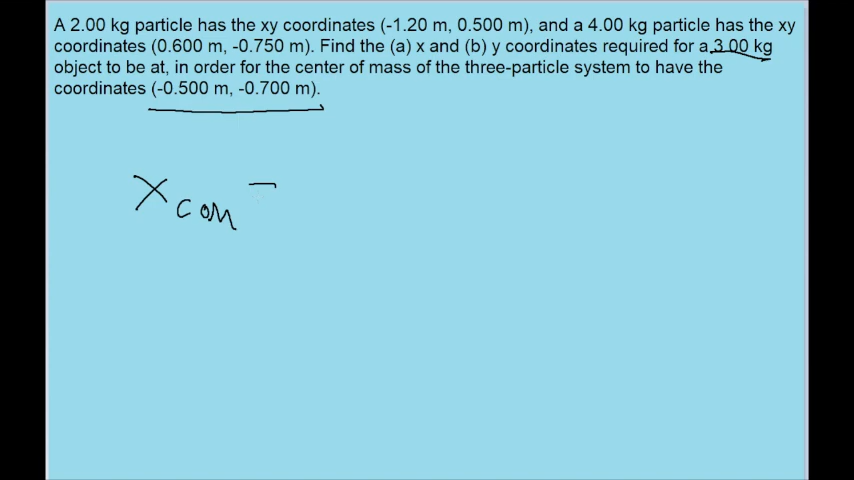 A 2.00 kg particle has the xy coordinates (-1.20 m, 0.500 m), and a 4.00 kg particle has the xy
coordinates (0.600 m, -0.750 m). Find the (a) x and (b) y coordinates required for a 3.00 kg
object to be at, in order for the center of mass of the three-particle system to have the
coordinates (-0.500 m, -0.700 m).
X com -